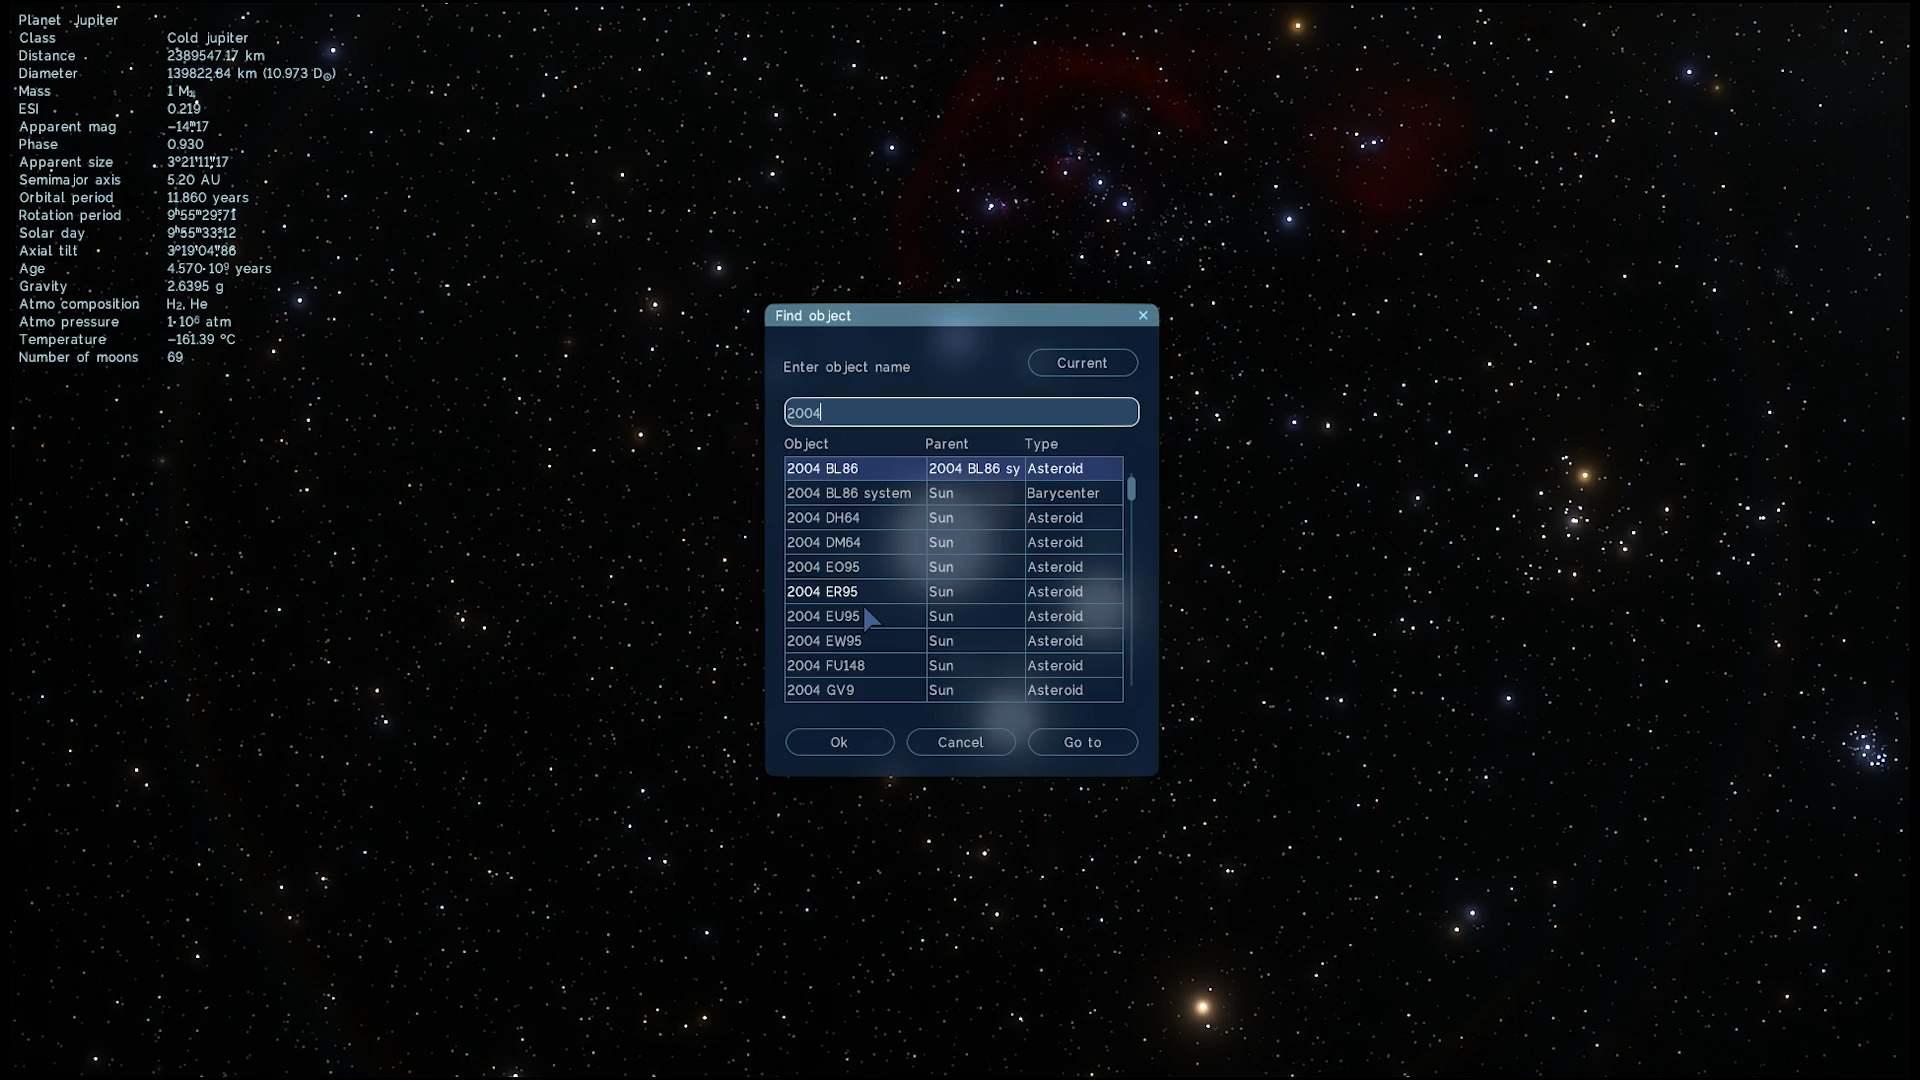 Planet Jupiter
Class Cold jupiter
Distance 2389547.17 km
Diameter 139822.84 km (10.973 D⊙)
Mass 1 M♃
ESI 0.219
Apparent mag −14ᵐ17
Phase 0.930
Apparent size 3°21'11."17
Semimajor axis 5.20 AU
Orbital period 11.860 years
Rotation period 9ʰ55ᵐ29ˢ.71
Solar day 9ʰ55ᵐ33ˢ.12
Axial tilt 3°19'04."86
Age 4.570·10⁹ years
Gravity 2.6395 g
Atmo composition H₂, He
Atmo pressure 1·10⁶ atm
Temperature −161.39 °C
Number of moons 69
Find object
Enter object name Current
2004
Object Parent Type
2004 BL86 2004 BL86 sy Asteroid
2004 BL86 system Sun Barycenter
2004 DH64 Sun Asteroid
2004 DM64 Sun Asteroid
2004 EO95 Sun Asteroid
2004 ER95 Sun Asteroid
2004 EU95 Sun Asteroid
2004 EW95 Sun Asteroid
2004 FU148 Sun Asteroid
2004 GV9 Sun Asteroid
Ok Cancel Go to